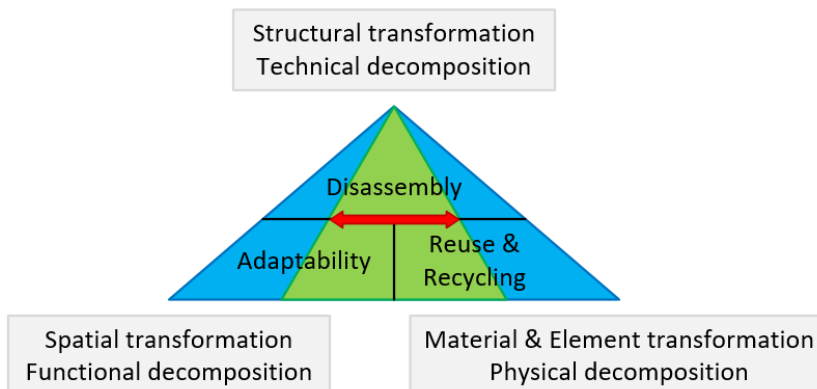 Structural transformation
Technical decomposition
Disassembly
Adaptability
Reuse &
Recycling
Spatial transformation
Functional decomposition
Material & Element transformation
Physical decomposition